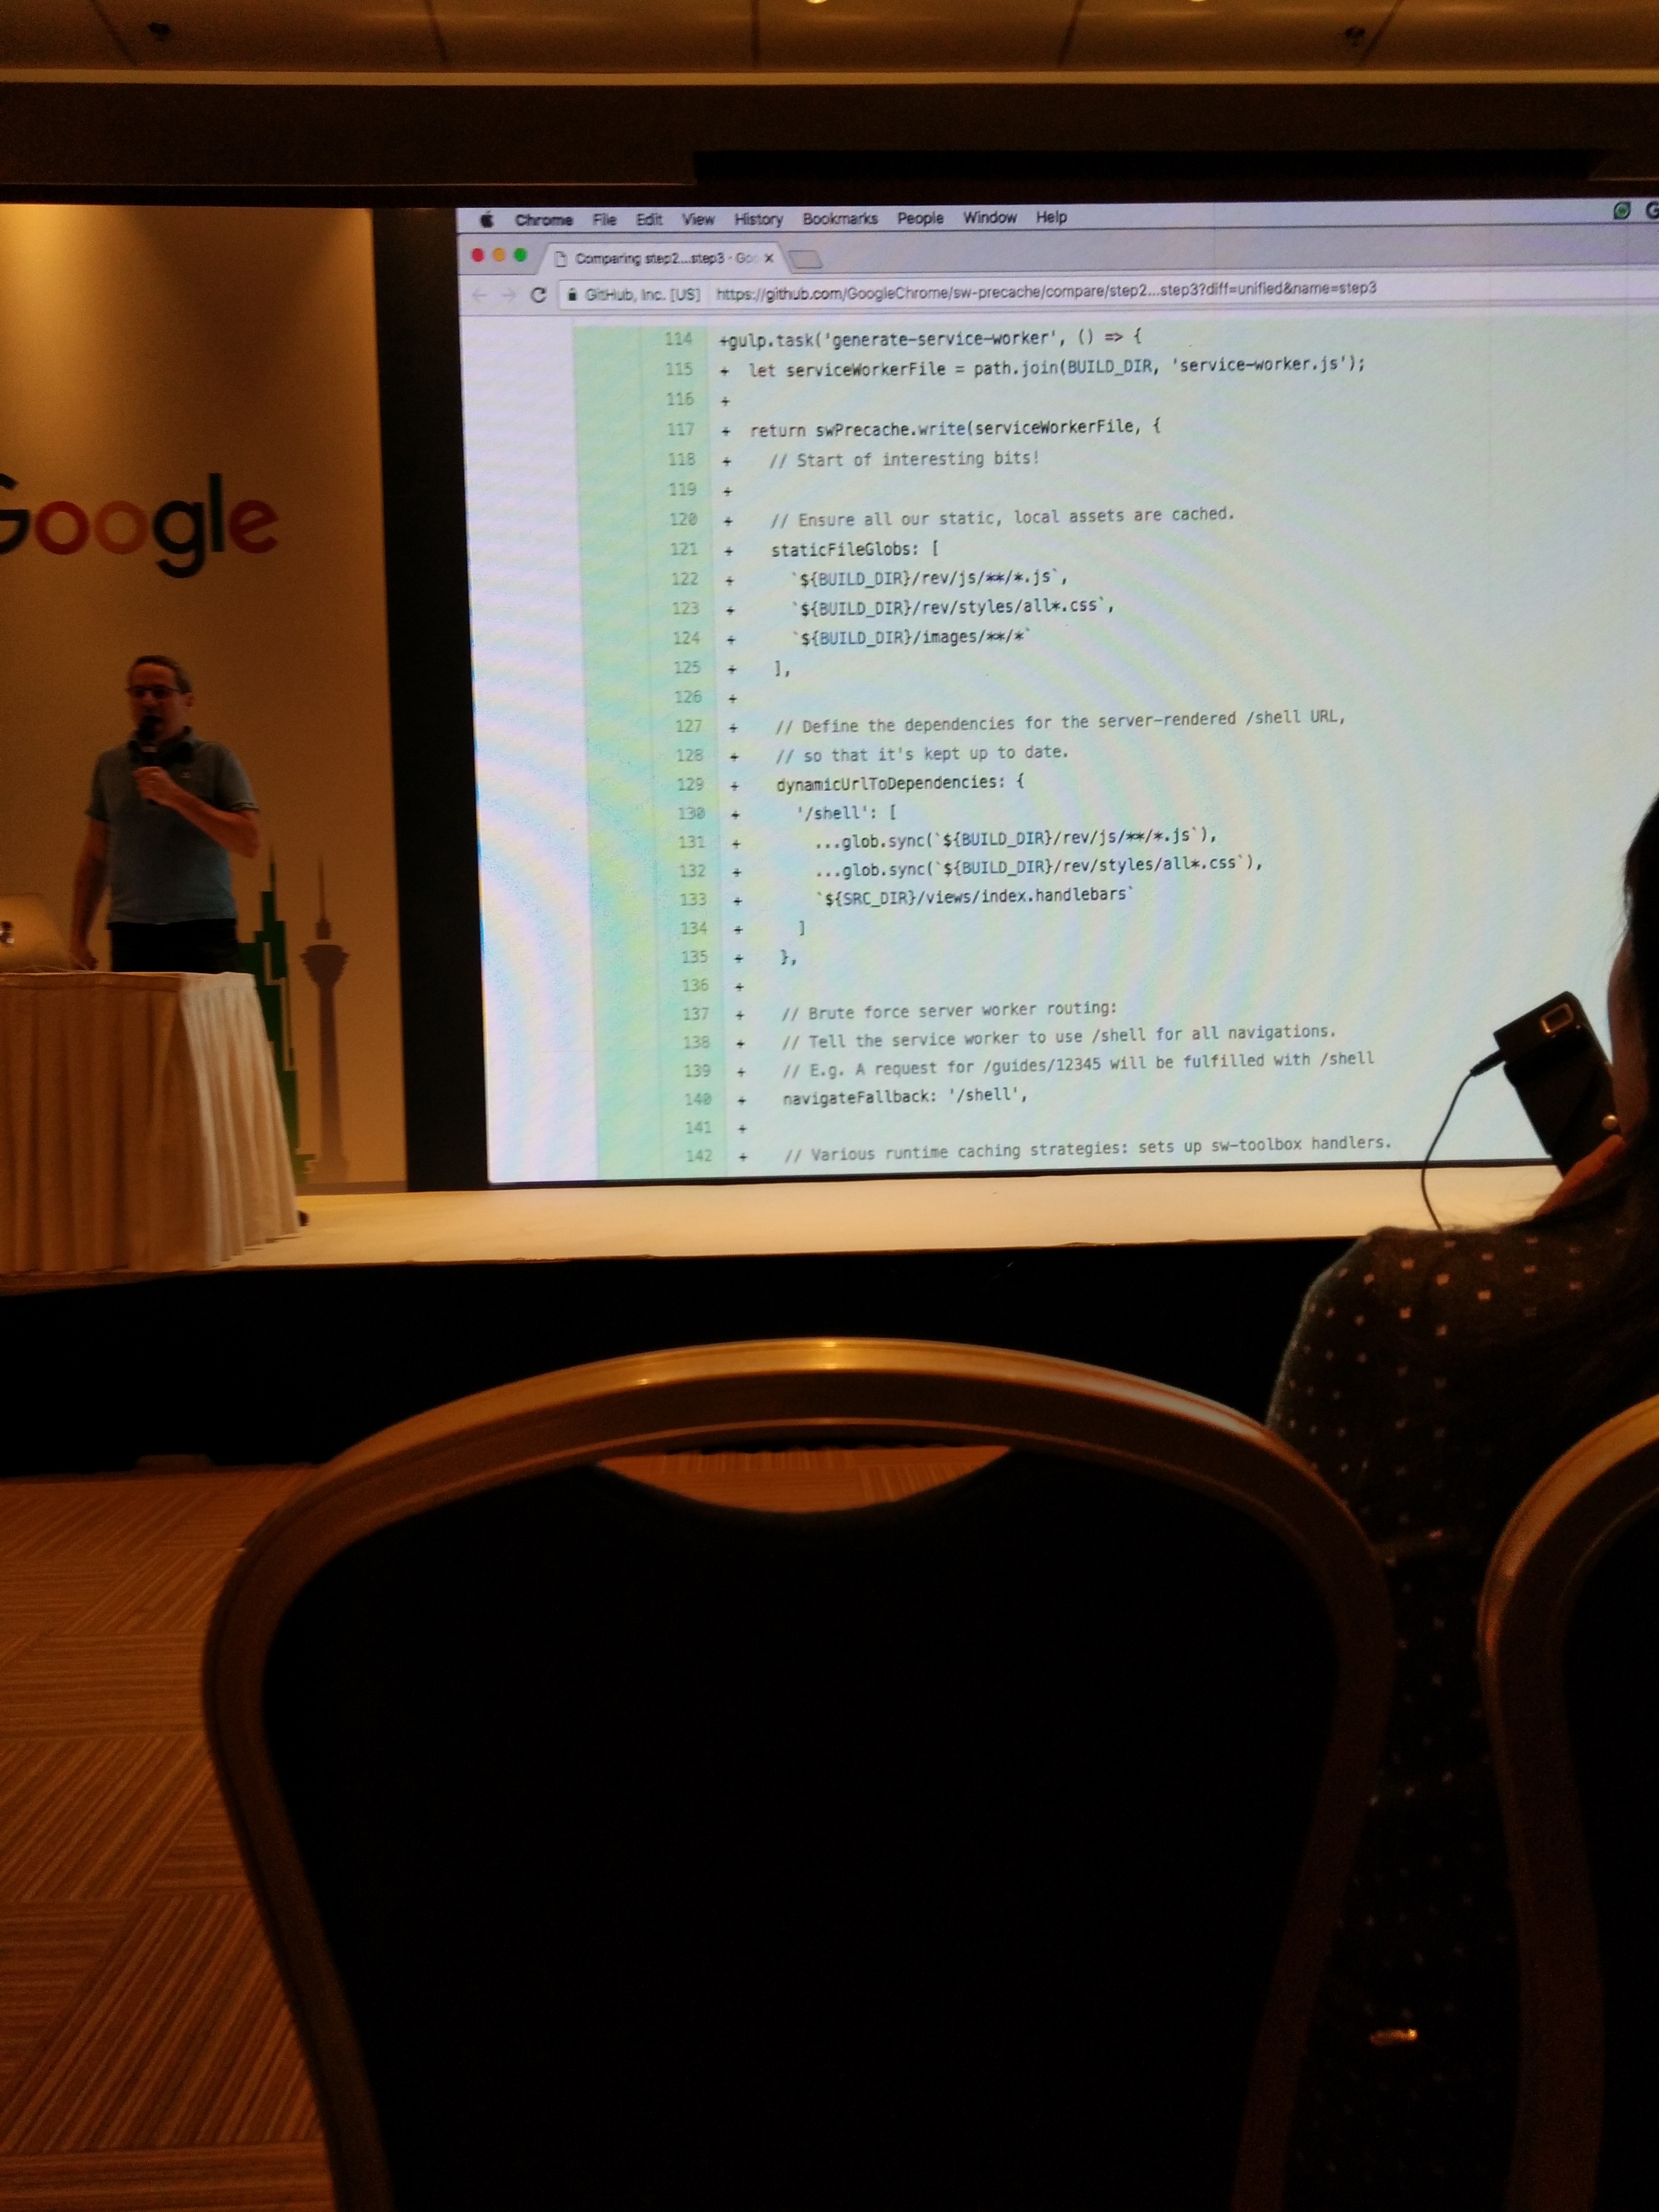 Chrome File Edit View History Bookmarks People Window Help
Comparing step2...step3 · Go
GitHub, Inc. [US] https://github.com/GoogleChrome/sw-precache/compare/step2...step3?diff=unified&name=step3
Google
114 +gulp.task('generate-service-worker', () => {
115 + let serviceWorkerFile = path.join(BUILD_DIR, 'service-worker.js');
116 +
117 + return swPrecache.write(serviceWorkerFile, {
118 + // Start of interesting bits!
119 +
120 + // Ensure all our static, local assets are cached.
121 + staticFileGlobs: [
122 + `${BUILD_DIR}/rev/js/**/*.js`,
123 + `${BUILD_DIR}/rev/styles/all*.css`,
124 + `${BUILD_DIR}/images/**/*`
125 + ],
126 +
127 + // Define the dependencies for the server-rendered /shell URL,
128 + // so that it's kept up to date.
129 + dynamicUrlToDependencies: {
130 + '/shell': [
131 + ...glob.sync(`${BUILD_DIR}/rev/js/**/*.js`),
132 + ...glob.sync(`${BUILD_DIR}/rev/styles/all*.css`),
133 + `${SRC_DIR}/views/index.handlebars`
134 + ]
135 + },
136 +
137 + // Brute force server worker routing:
138 + // Tell the service worker to use /shell for all navigations.
139 + // E.g. A request for /guides/12345 will be fulfilled with /shell
140 + navigateFallback: '/shell',
141 +
142 + // Various runtime caching strategies: sets up sw-toolbox handlers.